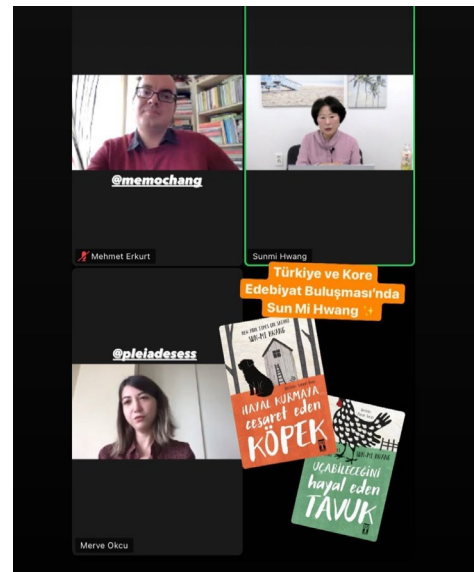 @memochang
Mehmet Erkurt
Sunmi Hwang
Türkiye ve Kore
Edebiyat Buluşması'nda
Sun Mi Hwang ✨
@pleiadesess
SUN-MI HWANG
HAYAL KURMAYA
cesaret eden
KÖPEK
SUN-MI HWANG
UÇABİLECEĞİNİ
hayal eden
TAVUK
Merve Okcu